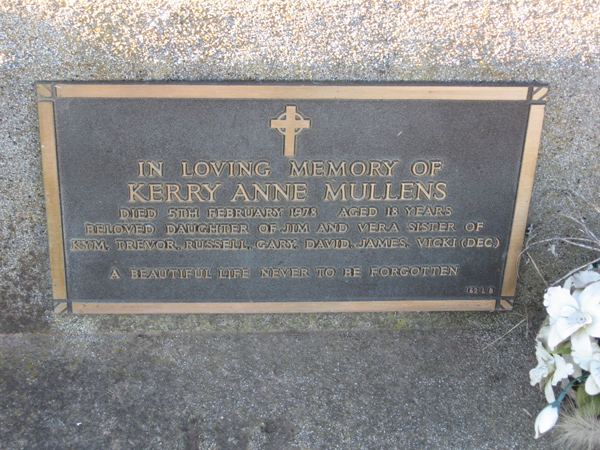 IN LOVING MEMORY OF
KERRY ANNE MULLENS
DIED 5TH FEBRUARY 1978 AGED 18 YEARS
BELOVED DAUGHTER OF JIM AND VERA SISTER OF
KYM, TREVOR, RUSSELL, GARY, DAVID, JAMES, VICKI (DEC)
A BEAUTIFUL LIFE NEVER TO BE FORGOTTEN